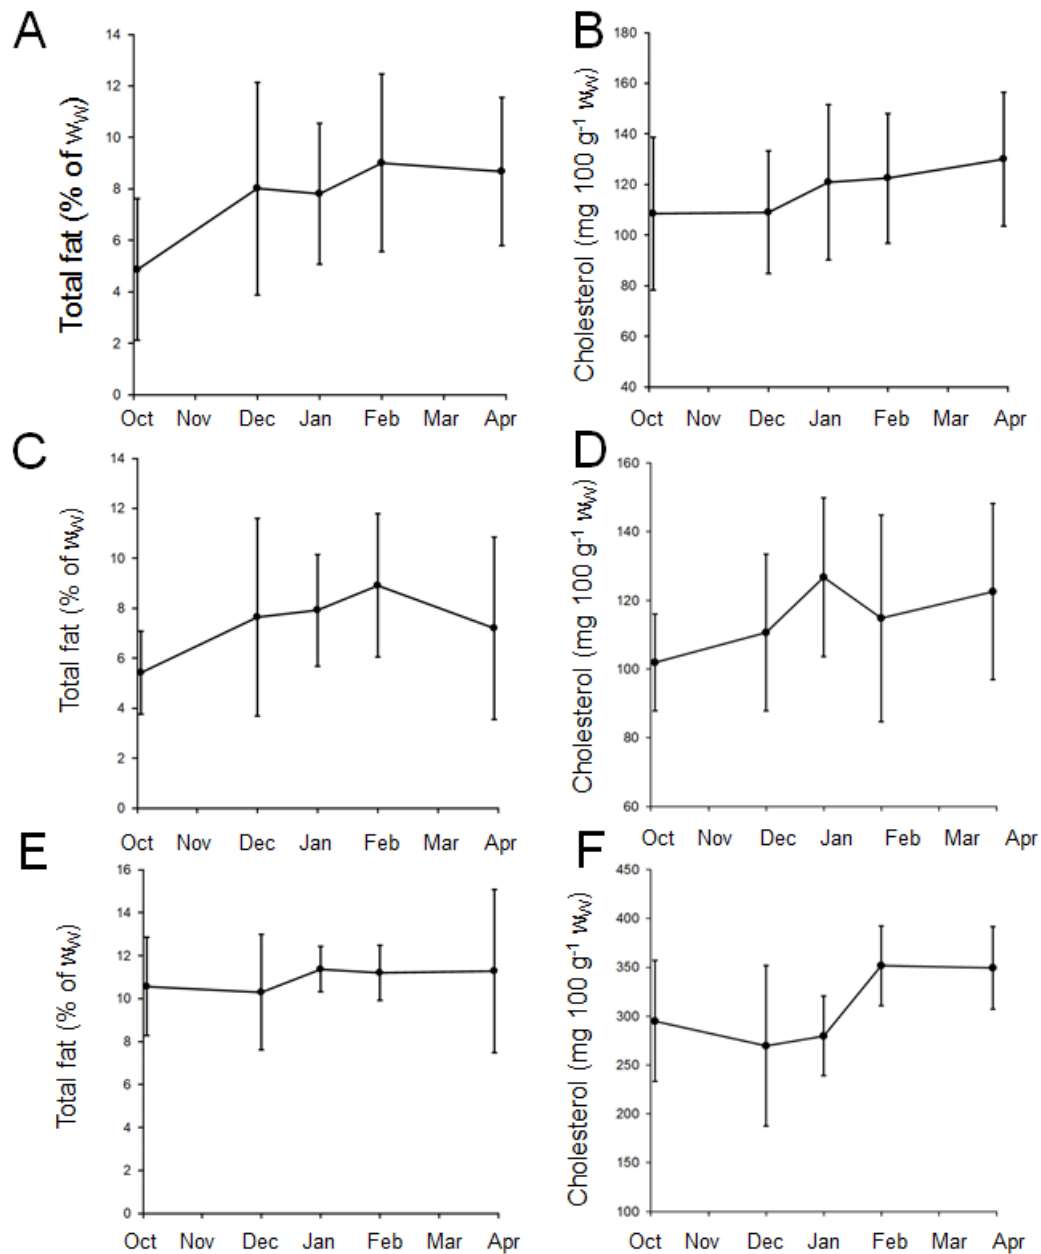 A
Total fat (% of ww)
14
12
10
8
6
4
2
0
Oct Nov Dec Jan Feb Mar Apr
B
Cholesterol (mg 100 g⁻¹ ww)
180
160
140
120
100
80
60
40
Oct Nov Dec Jan Feb Mar Apr
C
Total fat (% of ww)
14
12
10
8
6
4
2
0
Oct Nov Dec Jan Feb Mar Apr
D
Cholesterol (mg 100 g⁻¹ ww)
160
140
120
100
80
60
Oct Nov Dec Jan Feb Mar Apr
E
Total fat (% of ww)
16
14
12
10
8
6
4
2
0
Oct Nov Dec Jan Feb Mar Apr
F
Cholesterol (mg 100 g⁻¹ ww)
450
400
350
300
250
300
150
100
Oct Nov Dec Jan Feb Mar Apr